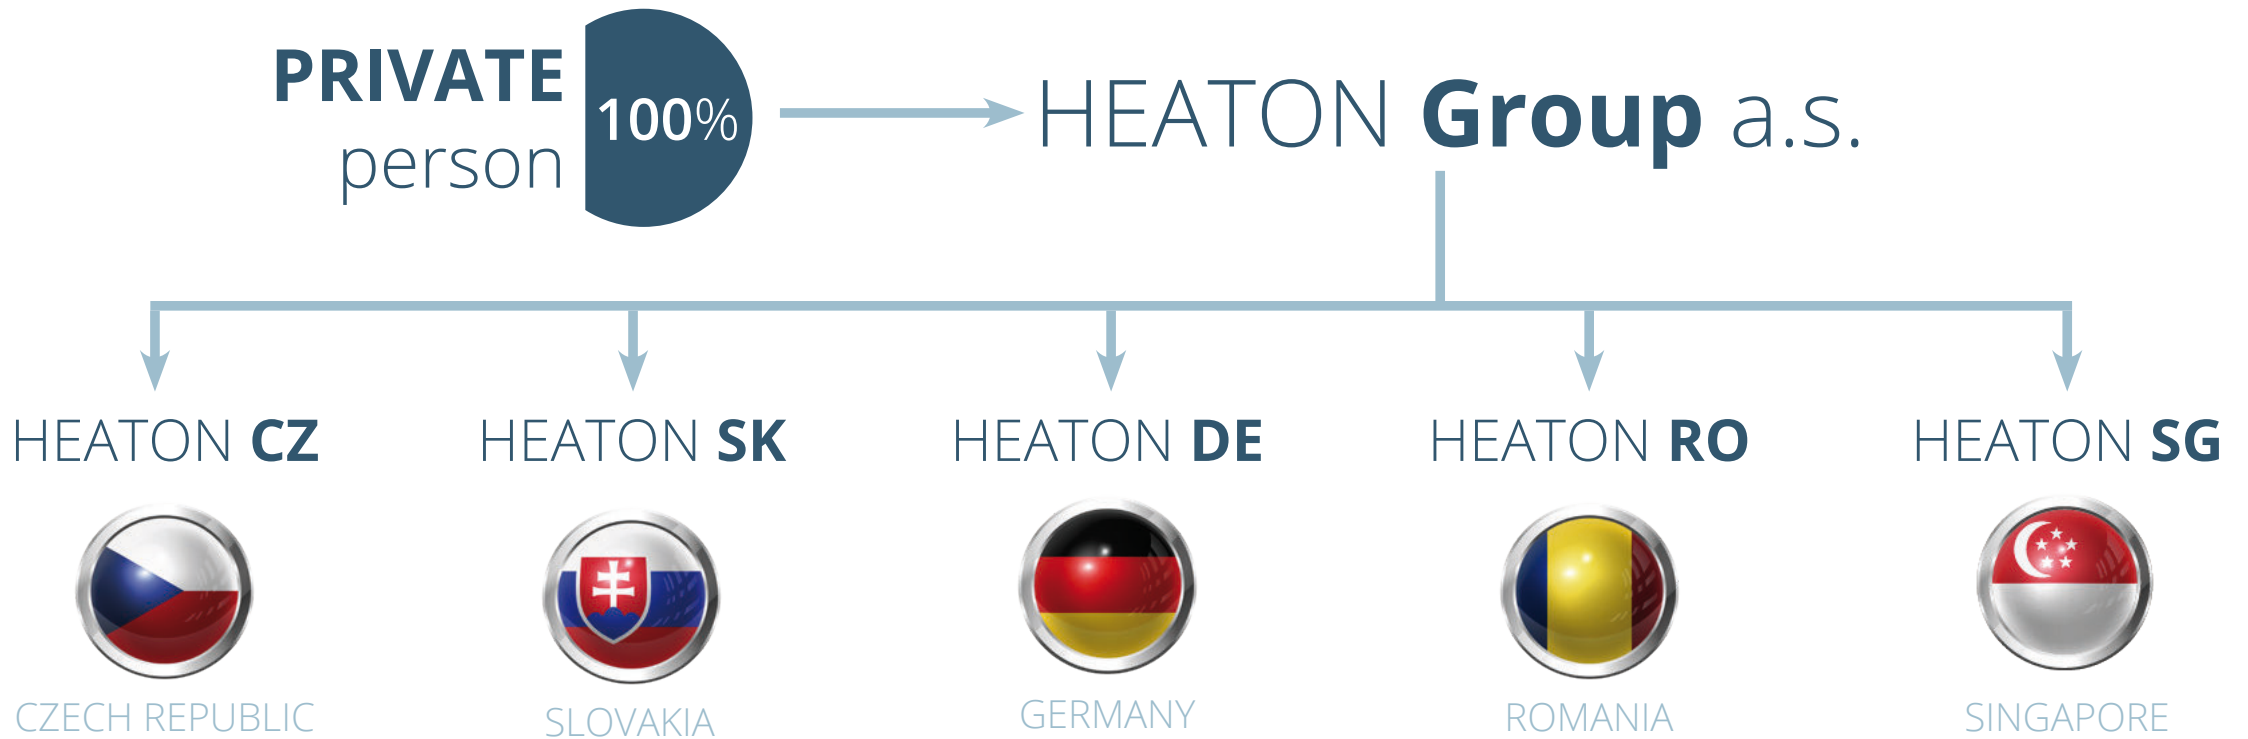 PRIVATE
person
100%
HEATON Group a.s.
HEATON CZ
HEATON SK
HEATON DE
HEATON RO
HEATON SG
CZECH REPUBLIC
SLOVAKIA
GERMANY
ROMANIA
SINGAPORE